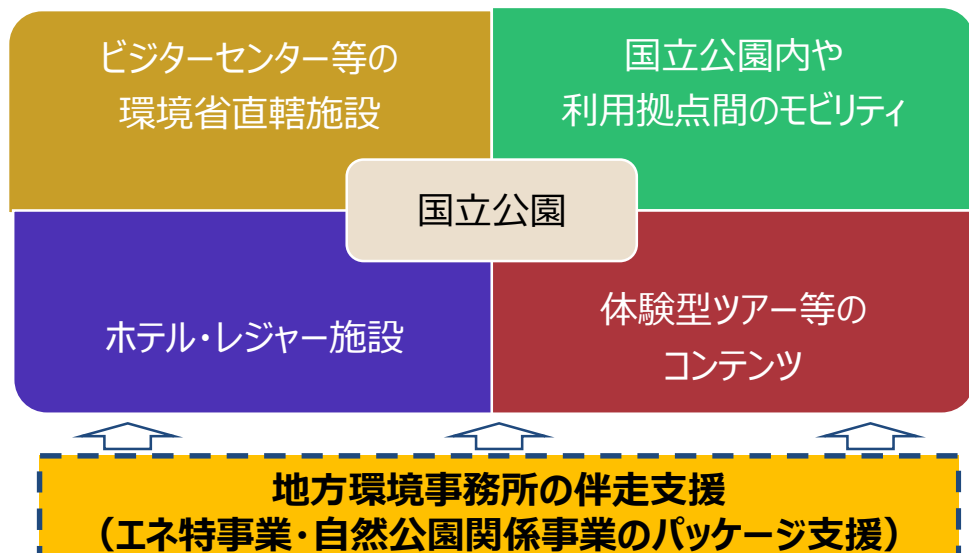 ビジターセンター等の
環境省直轄施設
国立公園内や
利用拠点間のモビリティ
国立公園
ホテル・レジャー施設
体験型ツアー等の
コンテンツ
地方環境事務所の伴走支援
（エネ特事業・自然公園関係事業のパッケージ支援）